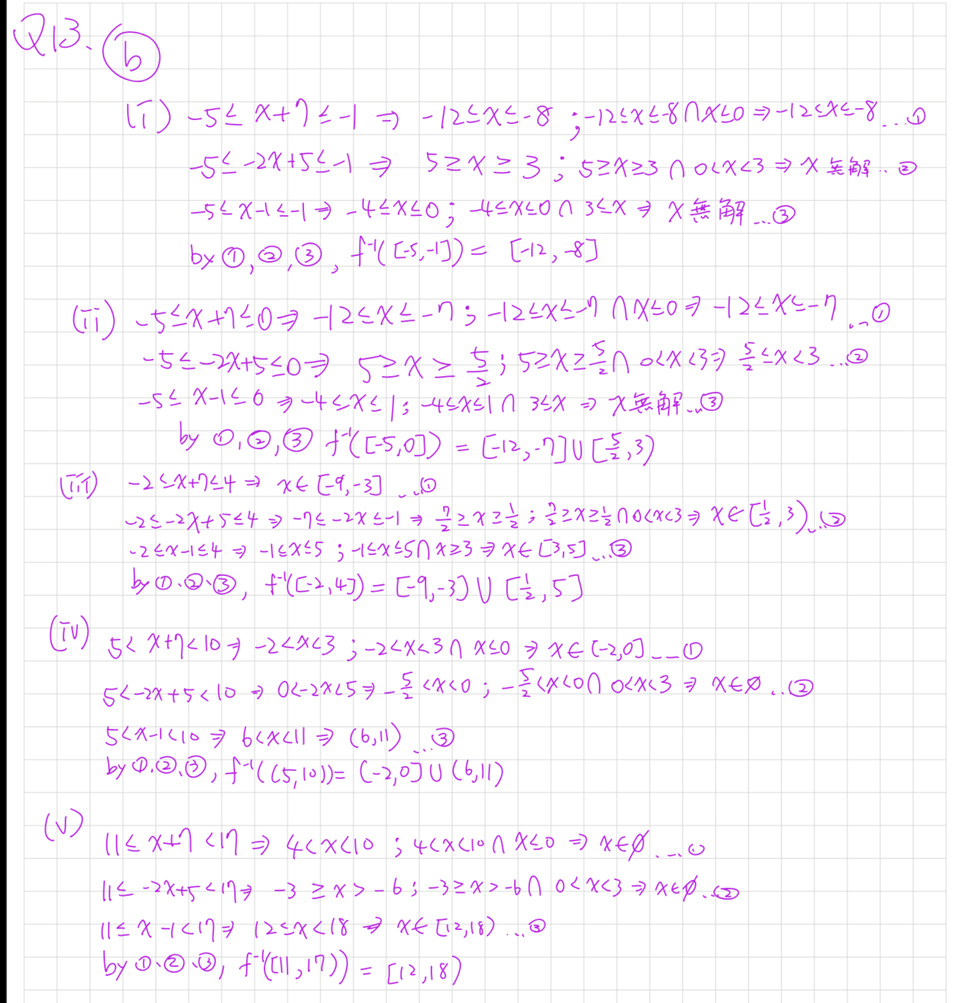 Q13. ⓑ
(i) -5≤ x+7 ≤-1 ⇒ -12≤x≤-8 ; -12≤x≤-8∩x≤0 ⇒ -12≤x≤-8 ...①
-5≤ -2x+5≤-1 ⇒ 5≥x≥3 ; 5≥x≥3 ∩ 0<x<3 ⇒ x 無解 ..②
-5≤x-1≤-1 ⇒ -4≤x≤0 ; -4≤x≤0∩ 3≤x ⇒ x 無解 ...③
by ①, ②, ③, f⁻¹([-5,-1]) = [-12, -8]
(ii) -5≤x+7≤0 ⇒ -12≤x≤-7 ; -12≤x≤-7 ∩x≤0 ⇒ -12≤x≤-7 ...①
-5≤-2x+5≤0 ⇒ 5≥x≥ 5/2 ; 5≥x≥5/2∩ 0<x<3 ⇒ 5/2≤x<3 ...②
-5≤ x-1≤0 ⇒ -4≤x≤1 ; -4≤x≤1∩ 3≤x ⇒ x無解...③
by ①,②,③ f⁻¹([-5,0]) = [-12,-7]∪[5/2,3)
(iii) -2≤x+7≤4 ⇒ x∈[-9,-3] ...①
-2≤-2x+5≤4 ⇒ -7≤-2x≤-1 ⇒ 7/2≥x≥1/2 ; 7/2≥x≥1/2∩0<x<3 ⇒ x∈[1/2,3)...②
-2≤x-1≤4 ⇒ -1≤x≤5 ; -1≤x≤5∩x≥3 ⇒ x∈[3,5]...③
by ①.②.③, f⁻¹([-2,4]) = [-9,-3)∪[1/2,5]
(iv) 5<x+7<10 ⇒ -2<x<3 ; -2<x<3∩ x≤0 ⇒ x∈(-2,0] ...①
5<-2x+5<10 ⇒ 0<-2x<5 ⇒ -5/2<x<0 ; -5/2<x<0∩ 0<x<3 ⇒ x∈∅ ..②
5<x-1<10 ⇒ 6<x<11 ⇒ (6,11) ...③
by ①.②.③, f⁻¹((5,10)) = (-2,0]∪(6,11)
(v) 11≤x+7<17 ⇒ 4<x<10 ; 4<x<10∩x≤0 ⇒ x∈∅ ...①
11≤ -2x+5<17 ⇒ -3≥x>-6 ; -3≥x>-6∩ 0<x<3 ⇒ x∈∅ ..②
11≤x-1<17 ⇒ 12≤x<18 ⇒ x∈[12,18) ...③
by ①.②.③, f⁻¹([11,17)) = [12,18)